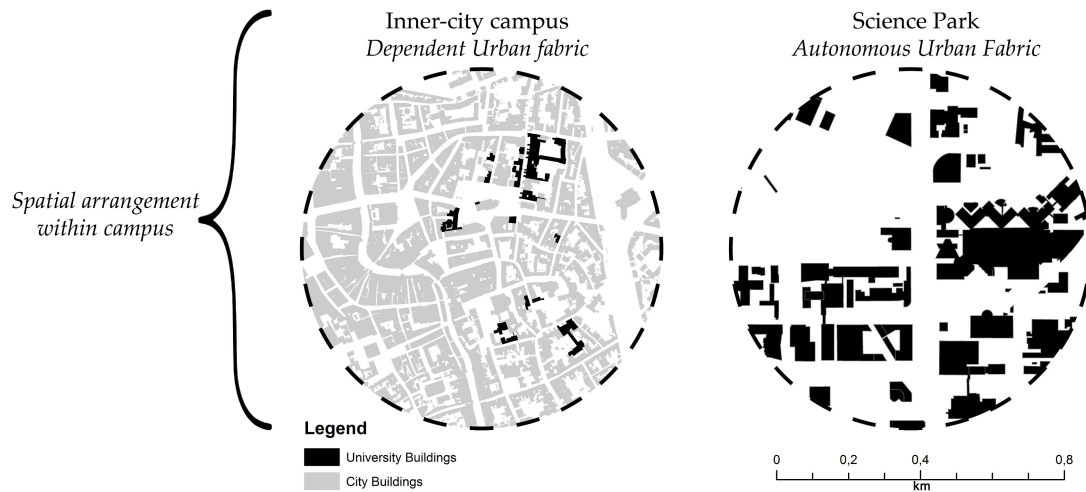 Inner-city campus
Dependent Urban fabric
Science Park
Autonomous Urban Fabric
Spatial arrangement
within campus
Legend
University Buildings
City Buildings
0 0,2 0,4 0,8
km